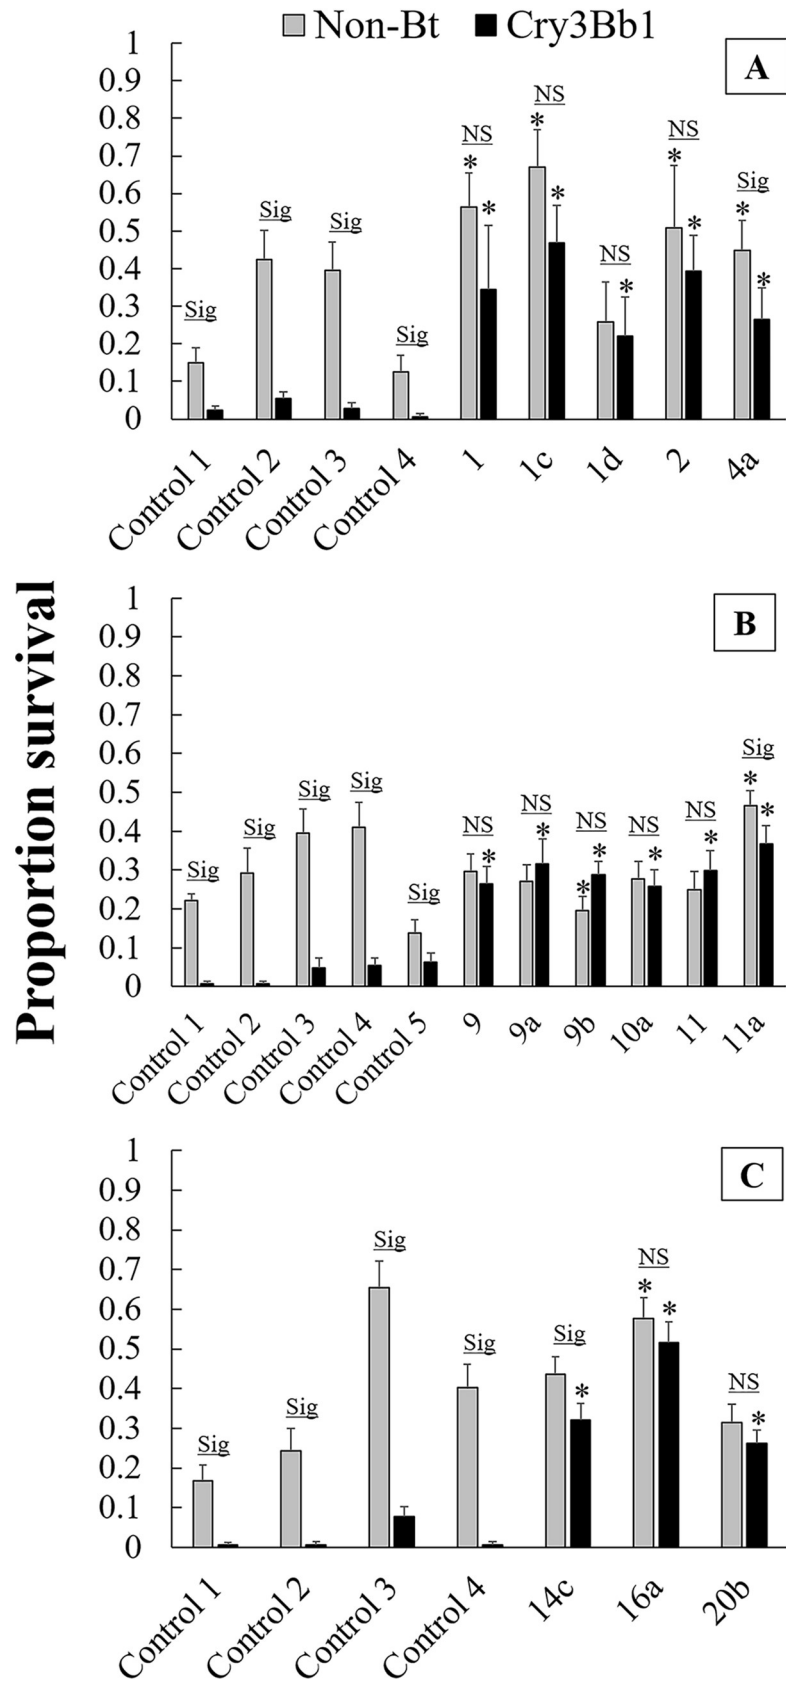 Non-Bt Cry3Bb1
A
1
0.9
0.8
0.7
0.6
0.5
0.4
0.3
0.2
0.1
0
Sig Sig Sig Sig NS NS NS NS Sig
* * * * * * * * *
Control 1 Control 2 Control 3 Control 4 1 1c 1d 2 4a
Proportion survival
B
1
0.9
0.8
0.7
0.6
0.5
0.4
0.3
0.2
0.1
0
Sig Sig Sig Sig Sig NS NS NS NS NS Sig
* * * * * * * *
Control 1 Control 2 Control 3 Control 4 Control 5 9 9a 9b 10a 11 11a
C
1
0.9
0.8
0.7
0.6
0.5
0.4
0.3
0.2
0.1
0
Sig Sig Sig Sig Sig NS NS
* * * *
Control 1 Control 2 Control 3 Control 4 14c 16a 20b